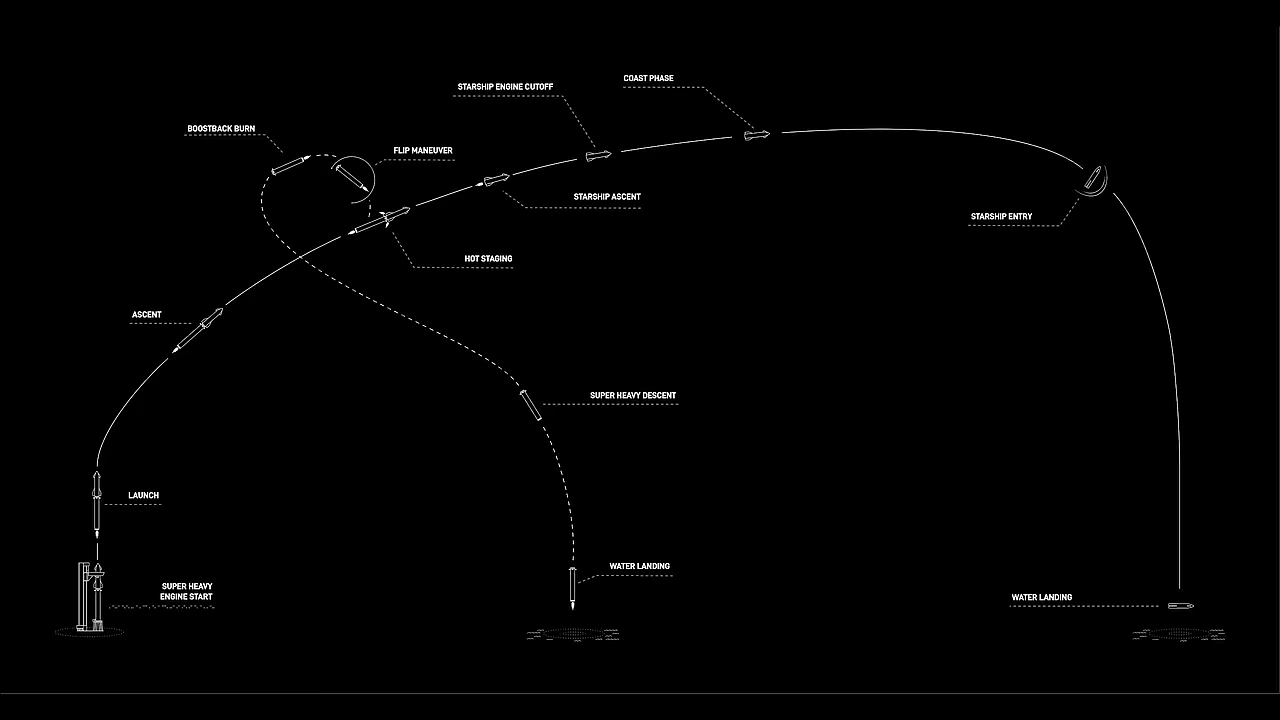 COAST PHASE
STARSHIP ENGINE CUTOFF
BOOSTBACK BURN
FLIP MANEUVER
STARSHIP ASCENT
STARSHIP ENTRY
HOT STAGING
ASCENT
SUPER HEAVY DESCENT
LAUNCH
WATER LANDING
SUPER HEAVY
ENGINE START
WATER LANDING